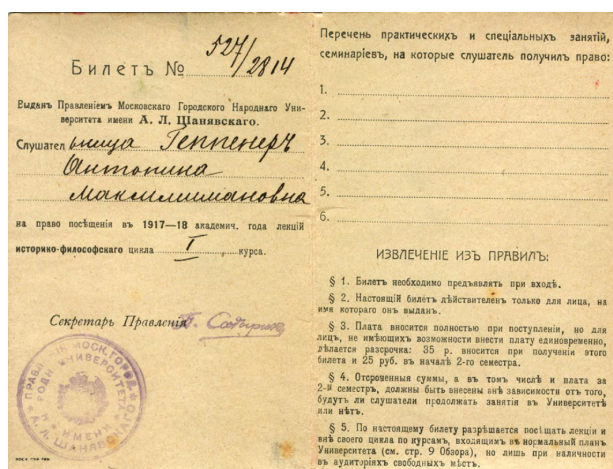 Билетъ № 527/2814
Выданъ Правленіемъ Московскаго Городского Народнаго Уни-
верситета имени А. Л. Шанявскаго.
Слушательница Геппенеръ
Антонина
Максимилиановна
на право посѣщенія въ 1917—18 академич. года лекцій
историко-философскаго цикла I курса.
Секретарь Правленія
Перечень практическихъ и спеціальныхъ занятій,
семинаріевъ, на которые слушатель получилъ право:
1.
2.
3.
4.
5.
6.
ИЗВЛЕЧЕНІЕ ИЗЪ ПРАВИЛЪ:
§ 1. Билетъ необходимо предъявлять при входѣ.
§ 2. Настоящій билетъ дѣйствителенъ только для лица, на
имя котораго онъ выданъ.
§ 3. Плата вносится полностью при поступленіи, но для
лицъ, не имѣющихъ возможности внести плату единовременно,
дѣлается разсрочка: 35 р. вносится при полученіи этого
билета и 25 руб. въ началѣ 2-го семестра.
§ 4. Отсроченныя суммы, а въ томъ числѣ и плата за
2-й семестръ, должны быть внесены внѣ зависимости отъ того,
будутъ ли слушатели продолжать занятія въ Университетѣ
или нѣтъ.
§ 5. По настоящему билету разрѣшается посѣщать лекціи и
внѣ своего цикла по курсамъ, входящимъ въ нормальный планъ
Университета (см. стр. 9 Обзора), но лишь при наличности
въ аудиторіяхъ свободныхъ мѣстъ.